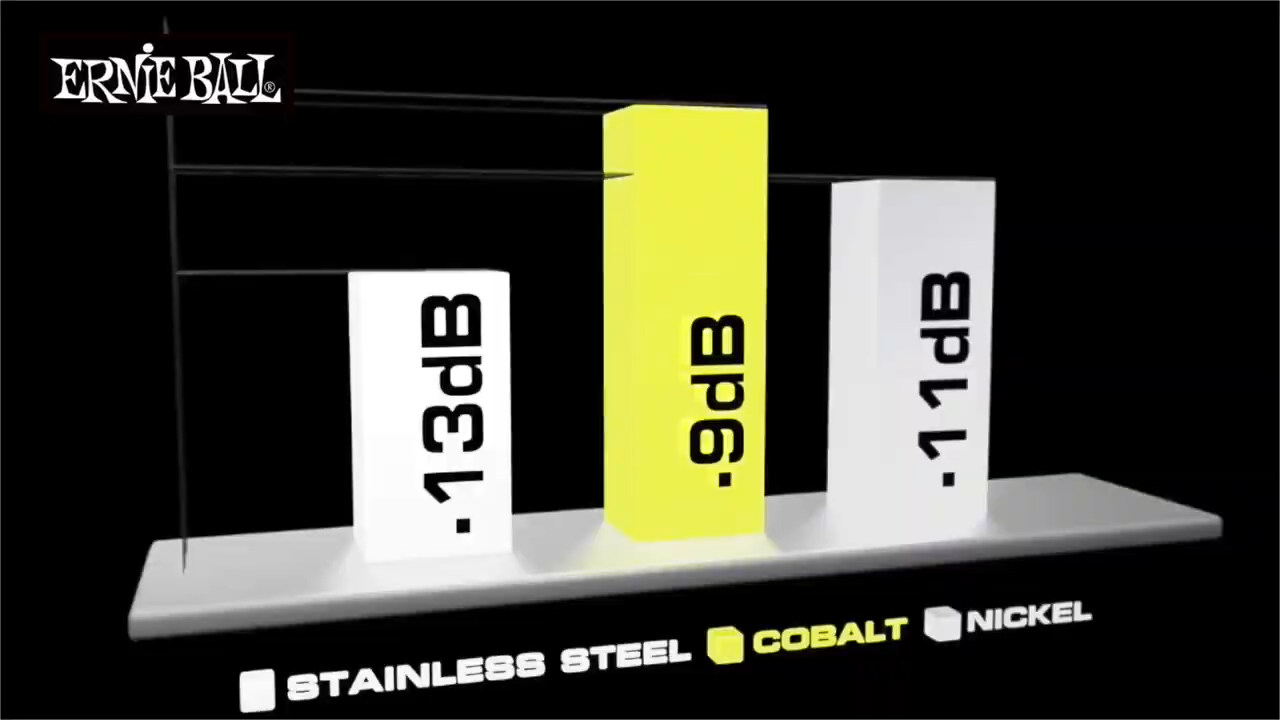 ERNIE BALL®
.13dB
.9dB
.11dB
STAINLESS STEEL
COBALT
NICKEL